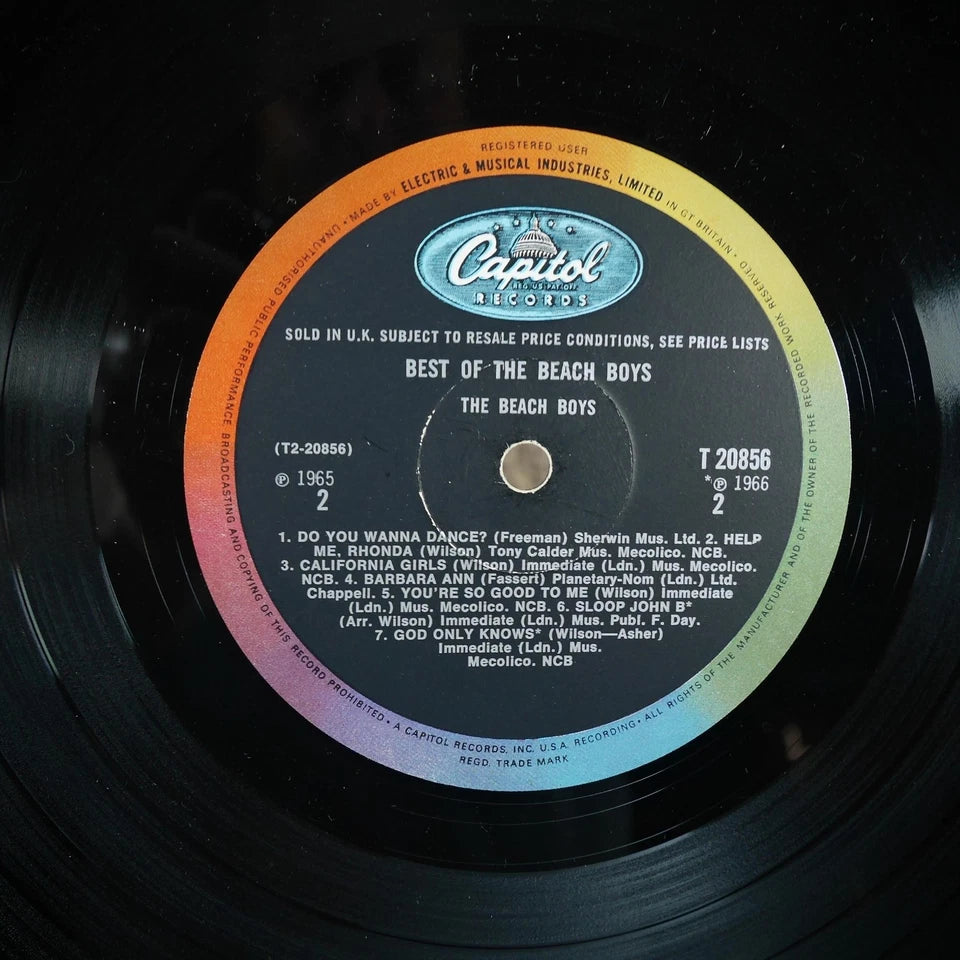 REGISTERED USER
• MADE BY ELECTRIC & MUSICAL INDUSTRIES, LIMITED IN GT BRITAIN •
Capitol
REG. U.S. PAT. OFF.
RECORDS
SOLD IN U.K. SUBJECT TO RESALE PRICE CONDITIONS, SEE PRICE LISTS
BEST OF THE BEACH BOYS
THE BEACH BOYS
(T2-20856)
T 20856
℗ 1965
*℗ 1966
2
2
1. DO YOU WANNA DANCE? (Freeman) Sherwin Mus. Ltd. 2. HELP
ME, RHONDA (Wilson) Tony Calder Mus. Mecolico. NCB.
3. CALIFORNIA GIRLS (Wilson) Immediate (Ldn.) Mus. Mecolico.
NCB. 4. BARBARA ANN (Fassert) Planetary-Nom (Ldn.) Ltd.
Chappell. 5. YOU'RE SO GOOD TO ME (Wilson) Immediate
(Ldn.) Mus. Mecolico. NCB. 6. SLOOP JOHN B*
(Arr. Wilson) Immediate (Ldn.) Mus. Publ. F. Day.
7. GOD ONLY KNOWS* (Wilson—Asher)
Immediate (Ldn.) Mus.
Mecolico. NCB
UNAUTHORISED PUBLIC PERFORMANCE, BROADCASTING AND COPYING OF THIS RECORD PROHIBITED • A CAPITOL RECORDS, INC. U.S.A. RECORDING • ALL RIGHTS OF THE MANUFACTURER AND OF THE OWNER OF THE RECORDED WORK RESERVED
REGD. TRADE MARK